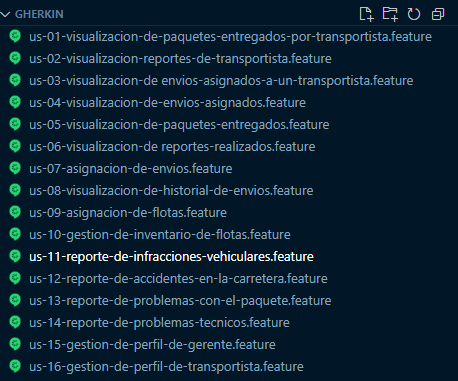 GHERKIN
us-01-visualizacion-de-paquetes-entregados-por-transportista.feature
us-02-visualizacion-reportes-de-transportista.feature
us-03-visualizacion-de envios-asignados-a-un-transportista.feature
us-04-visualizacion-de-envios-asignados.feature
us-05-visualizacion-de-paquetes-entregados.feature
us-06-visualizacion-de reportes-realizados.feature
us-07-asignacion-de-envios.feature
us-08-visualizacion-de-historial-de-envios.feature
us-09-asignacion-de-flotas.feature
us-10-gestion-de-inventario-de-flotas.feature
us-11-reporte-de-infracciones-vehiculares.feature
us-12-reporte-de-accidentes-en-la-carretera.feature
us-13-reporte-de-problemas-con-el-paquete.feature
us-14-reporte-de-problemas-tecnicos.feature
us-15-gestion-de-perfil-de-gerente.feature
us-16-gestion-de-perfil-de-transportista.feature